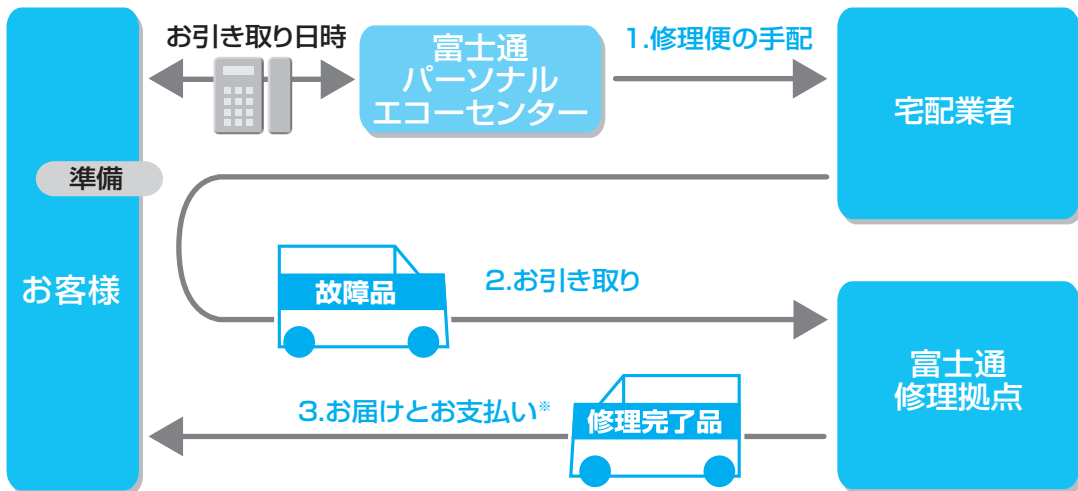 お引き取り日時
富士通
パーソナル
エコーセンター
1.修理便の手配
宅配業者
準備
お客様
故障品
2.お引き取り
富士通
修理拠点
3.お届けとお支払い※
修理完了品